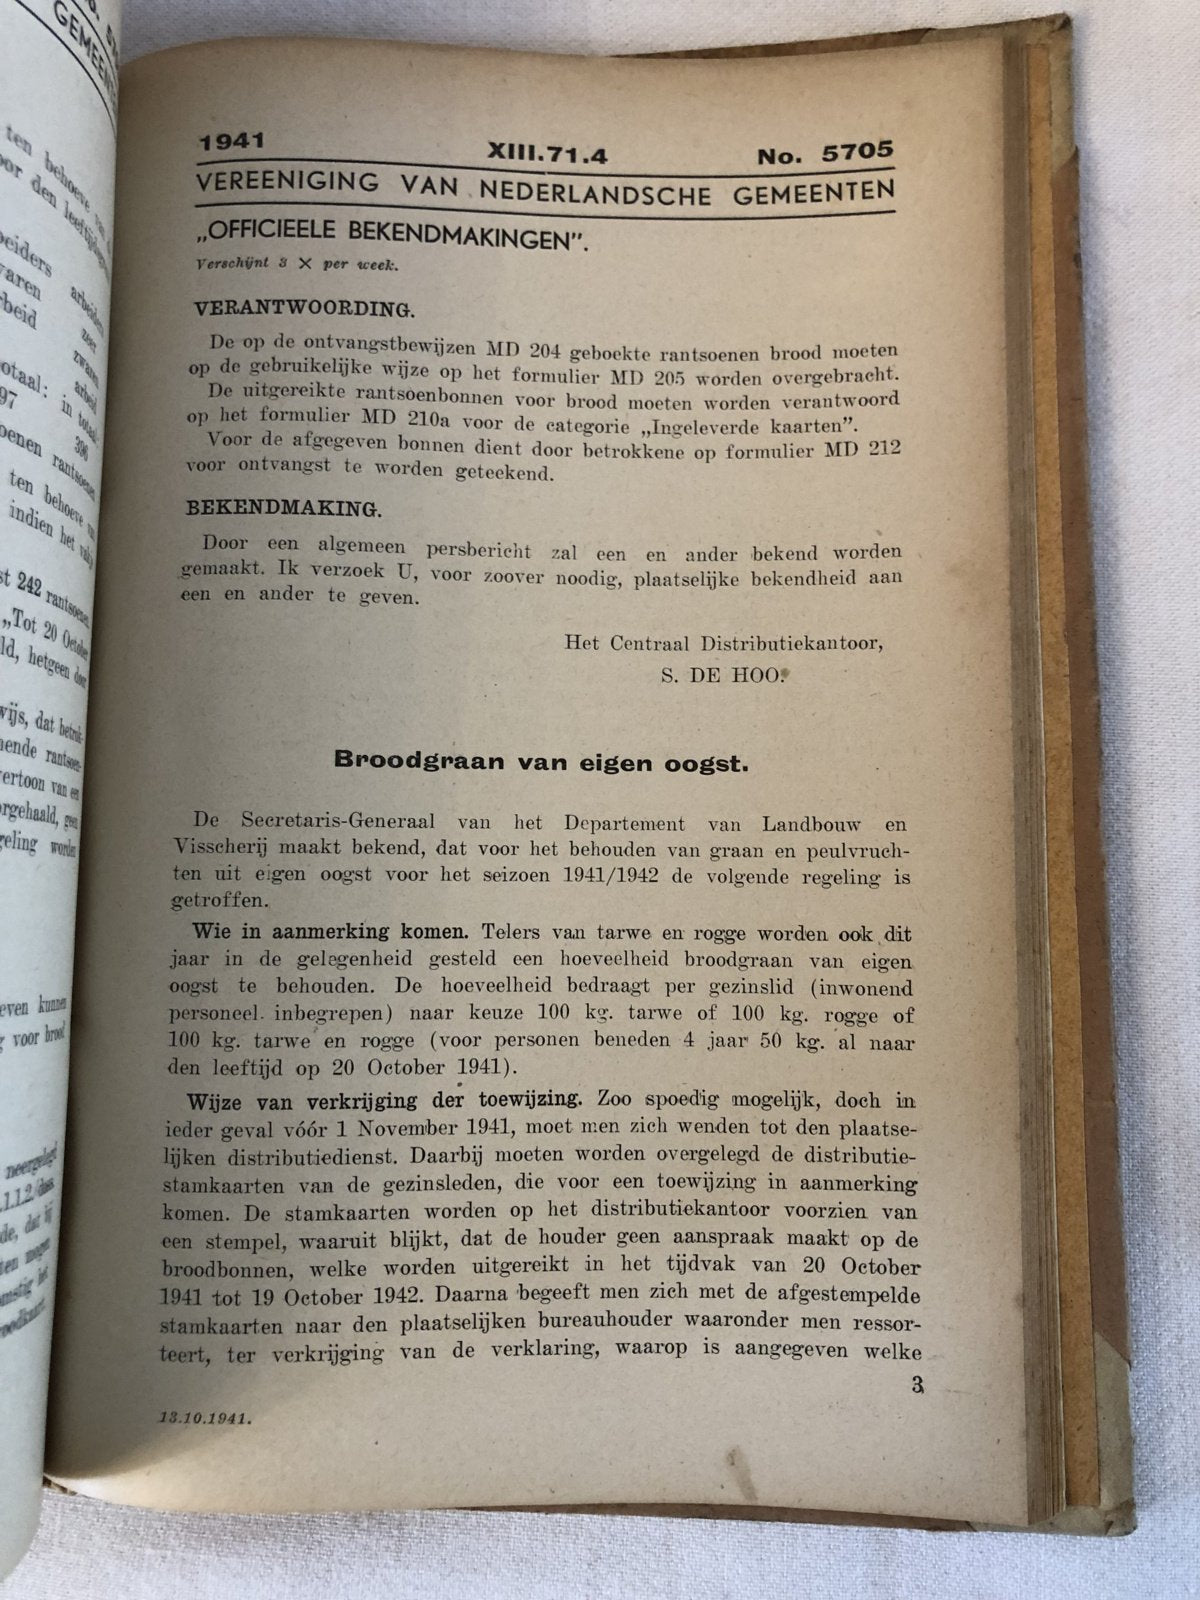 1941 XIII.71.4 No. 5705
VEREENIGING VAN NEDERLANDSCHE GEMEENTEN
„OFFICIEELE BEKENDMAKINGEN”.
Verschijnt 3 X per week.
VERANTWOORDING.
De op de ontvangstbewijzen MD 204 geboekte rantsoenen brood moeten
op de gebruikelijke wijze op het formulier MD 205 worden overgebracht.
De uitgereikte rantsoenbonnen voor brood moeten worden verantwoord
op het formulier MD 210a voor de categorie „Ingeleverde kaarten”.
Voor de afgegeven bonnen dient door betrokkene op formulier MD 212
voor ontvangst te worden geteekend.
BEKENDMAKING.
Door een algemeen persbericht zal een en ander bekend worden
gemaakt. Ik verzoek U, voor zoover noodig, plaatselijke bekendheid aan
een en ander te geven.
Het Centraal Distributiekantoor,
S. DE HOO.
Broodgraan van eigen oogst.
De Secretaris-Generaal van het Departement van Landbouw en
Visscherij maakt bekend, dat voor het behouden van graan en peulvruch-
ten uit eigen oogst voor het seizoen 1941/1942 de volgende regeling is
getroffen.
Wie in aanmerking komen. Telers van tarwe en rogge worden ook dit
jaar in de gelegenheid gesteld een hoeveelheid broodgraan van eigen
oogst te behouden. De hoeveelheid bedraagt per gezinslid (inwonend
personeel inbegrepen) naar keuze 100 kg. tarwe of 100 kg. rogge of
100 kg. tarwe en rogge (voor personen beneden 4 jaar 50 kg. al naar
den leeftijd op 20 October 1941).
Wijze van verkrijging der toewijzing. Zoo spoedig mogelijk, doch in
ieder geval vóór 1 November 1941, moet men zich wenden tot den plaatse-
lijken distributiedienst. Daarbij moeten worden overgelegd de distributie-
stamkaarten van de gezinsleden, die voor een toewijzing in aanmerking
komen. De stamkaarten worden op het distributiekantoor voorzien van
een stempel, waaruit blijkt, dat de houder geen aanspraak maakt op de
broodbonnen, welke worden uitgereikt in het tijdvak van 20 October
1941 tot 19 October 1942. Daarna begeeft men zich met de afgestempelde
stamkaarten naar den plaatselijken bureauhouder waaronder men ressor-
teert, ter verkrijging van de verklaring, waarop is aangegeven welke
3
13.10.1941.